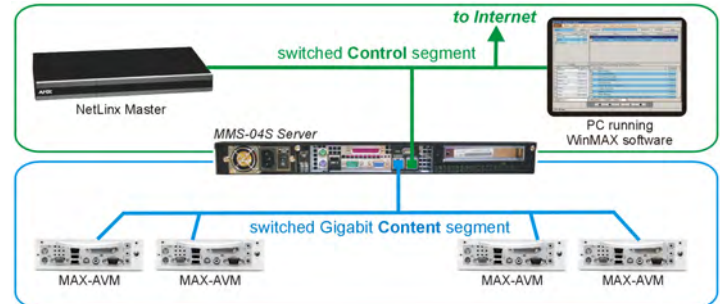 to Internet
switched Control segment
AMX
NetLinx Master
PC running
WinMAX software
MMS-04S Server
switched Gigabit Content segment
MAX-AVM
MAX-AVM
MAX-AVM
MAX-AVM